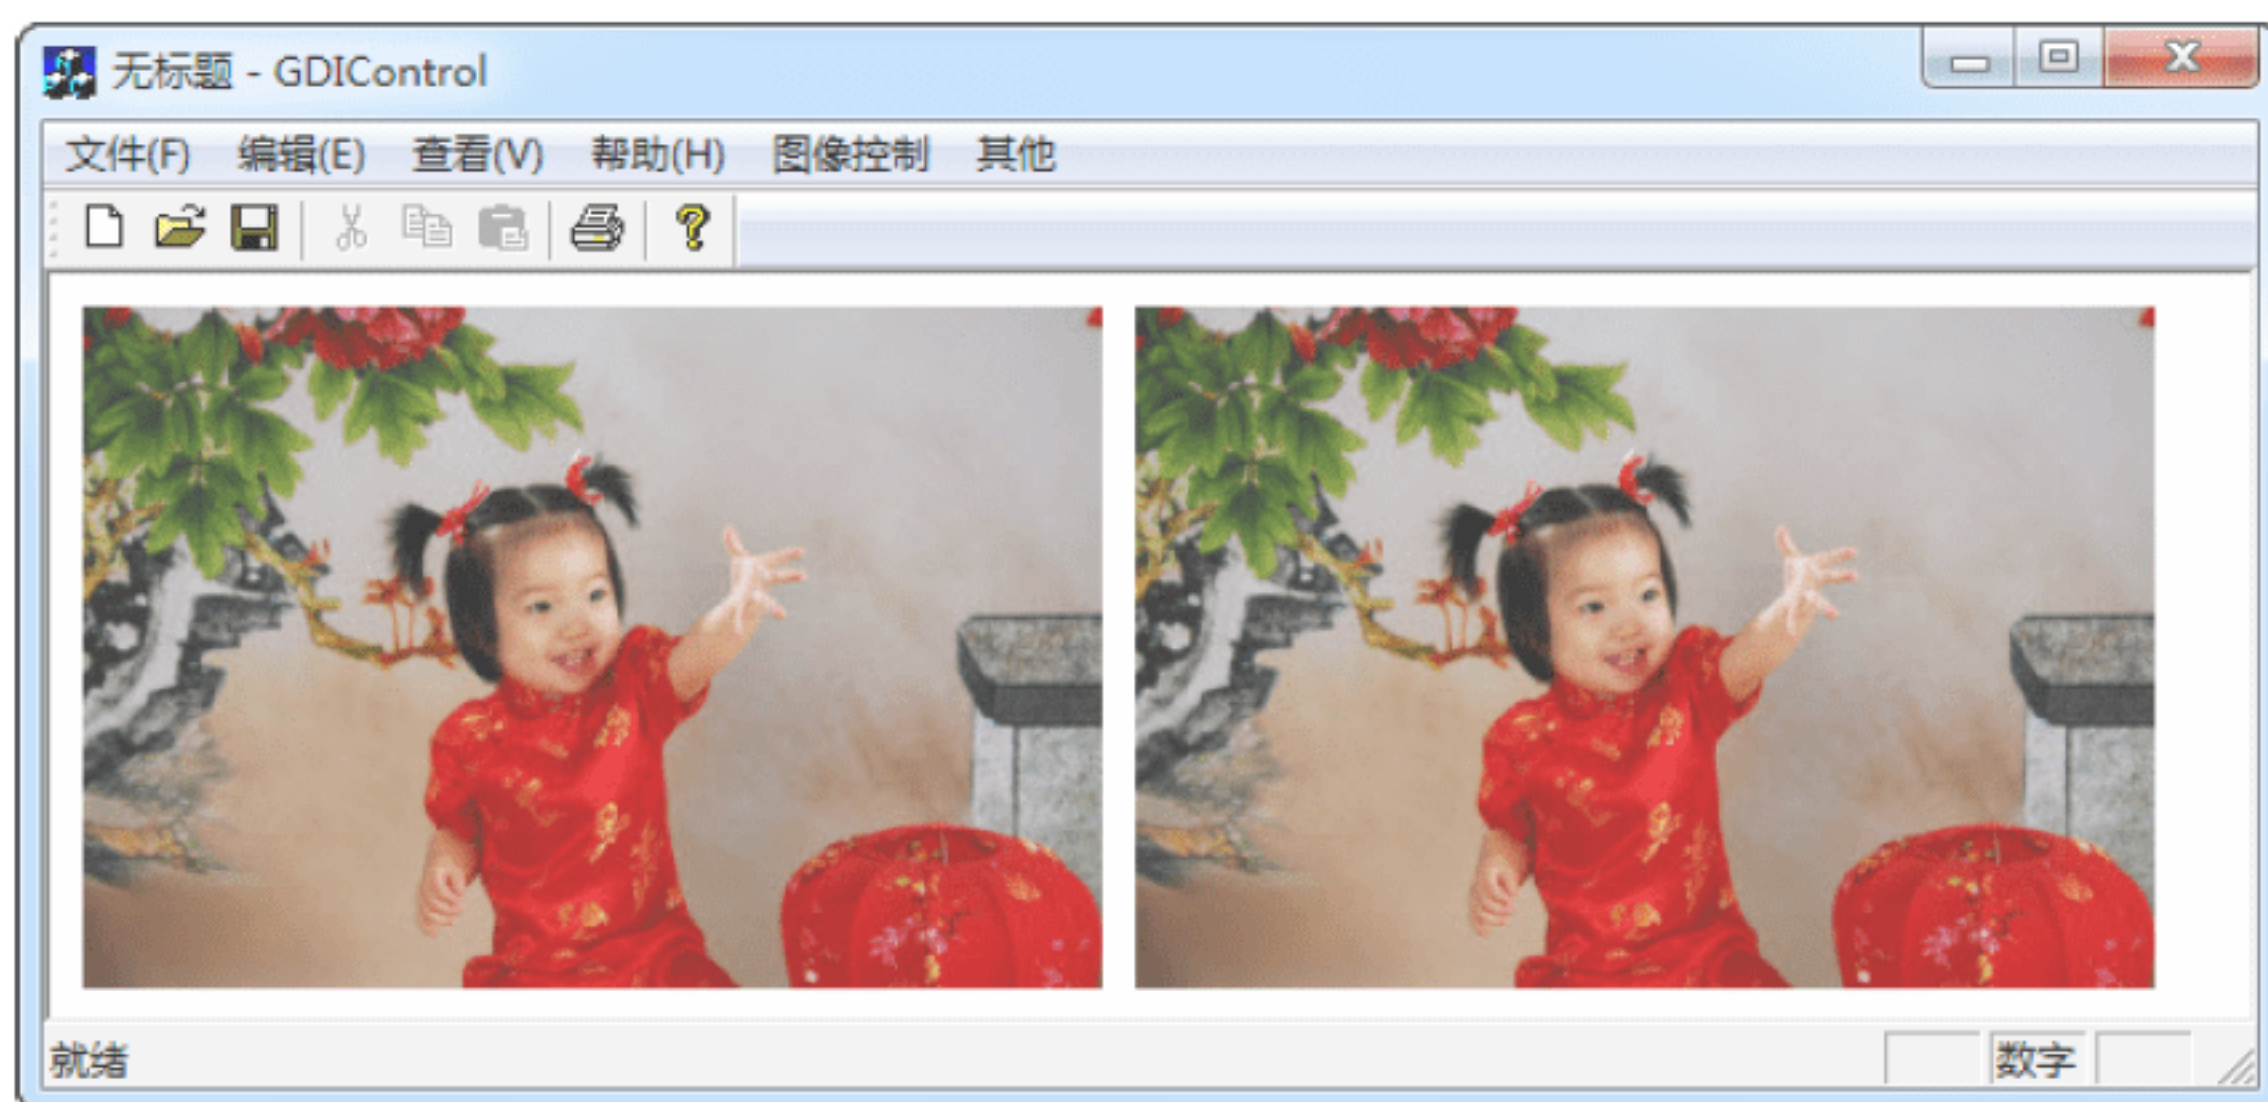 无标题 - GDIControl
文件(F) 编辑(E) 查看(V) 帮助(H) 图像控制 其他
就绪 数字